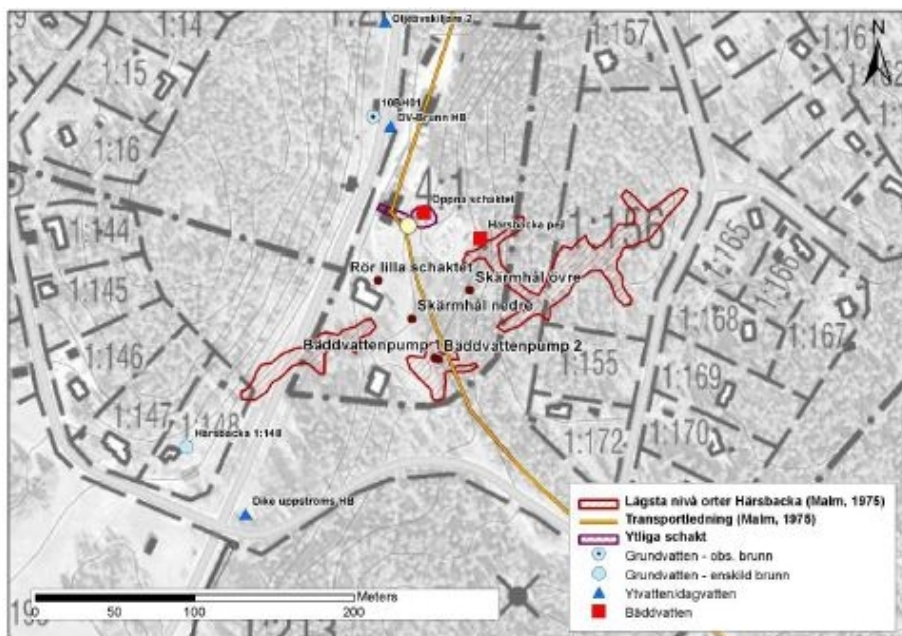 Oljeavskiljare 2
N
1:157
1:16
1:15
1:14
10BH01
DV-Brunn HB
1:16
4:1
Öppna schaktet
1:144
Härsbacka pej
1:156
1:165
1:166
Rör lilla schaktet
Skärmhål övre
1:145
Skärmhål nedre
1:168
1:167
1:146
Bäddvattenpump 1
Bäddvattenpump 2
1:155
1:169
1:147
1:148
Härsbacka 1:148
1:172
1:170
Dike uppströms HB
Lägsta nivå orter Härsbacka (Malm, 1975)
Transportledning (Malm, 1975)
Ytliga schakt
Grundvatten - obs. brunn
Grundvatten - enskild brunn
Ytvatten/dagvatten
Bäddvatten
Meters
0 50 100 200